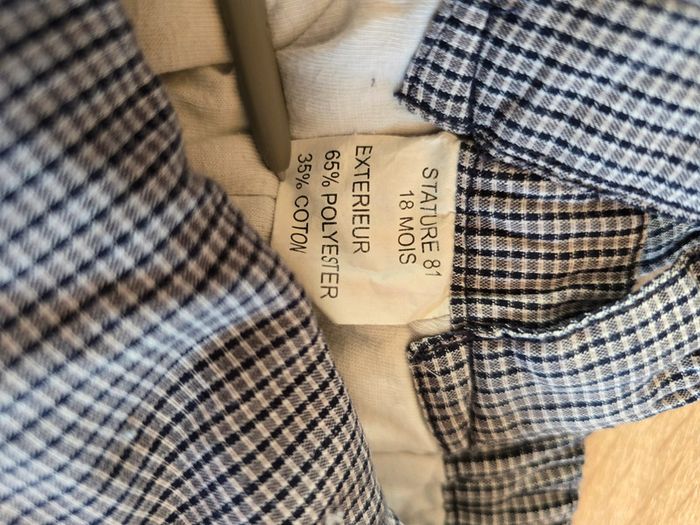 STATURE 81
18 MOIS
EXTERIEUR
65% POLYESTER
35% COTON